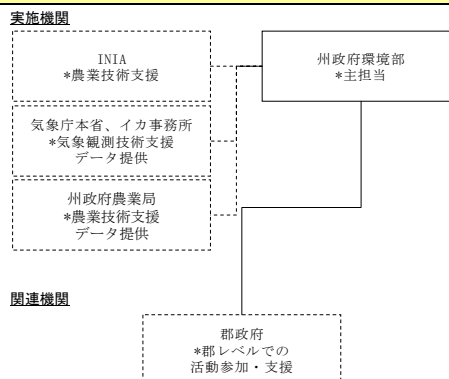 実施機関
INIA
*農業技術支援
州政府環境部
*主担当
気象庁本省、イカ事務所
*気象観測技術支援
データ提供
州政府農業局
*農業技術支援
データ提供
関連機関
郡政府
*郡レベルでの
活動参加・支援